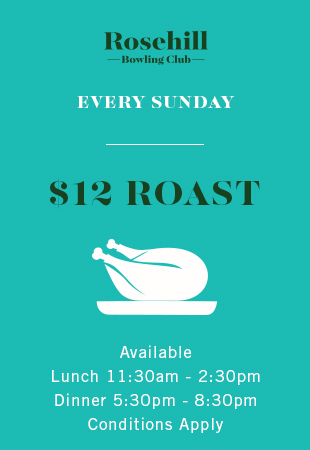 Rosehill
Bowling Club
EVERY SUNDAY
$12 ROAST
Available
Lunch 11:30am - 2:30pm
Dinner 5:30pm - 8:30pm
Conditions Apply